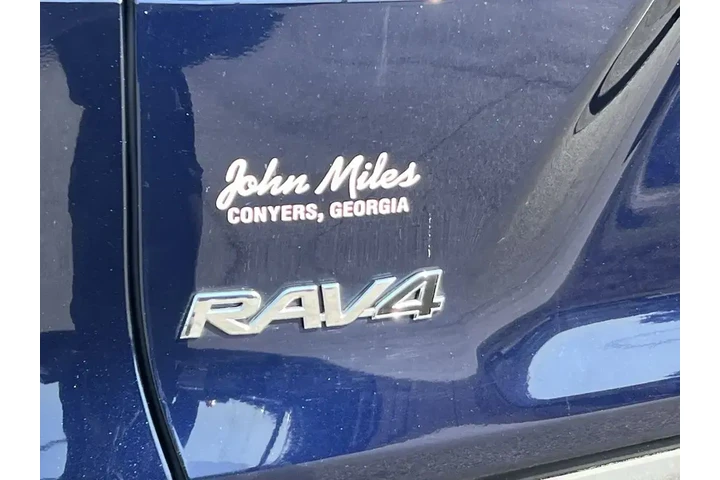 John Miles
CONYERS, GEORGIA
RAV4